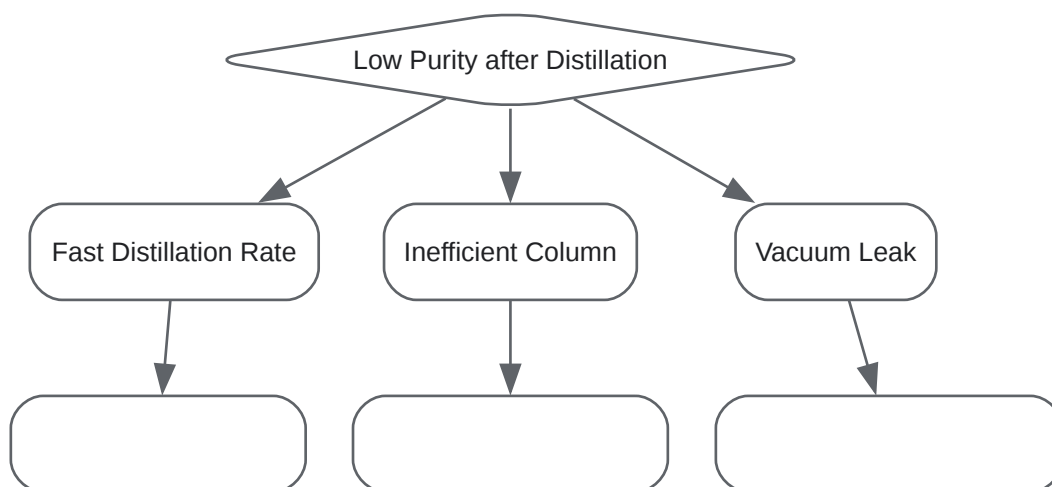 Low Purity after Distillation
Fast Distillation Rate
Inefficient Column
Vacuum Leak